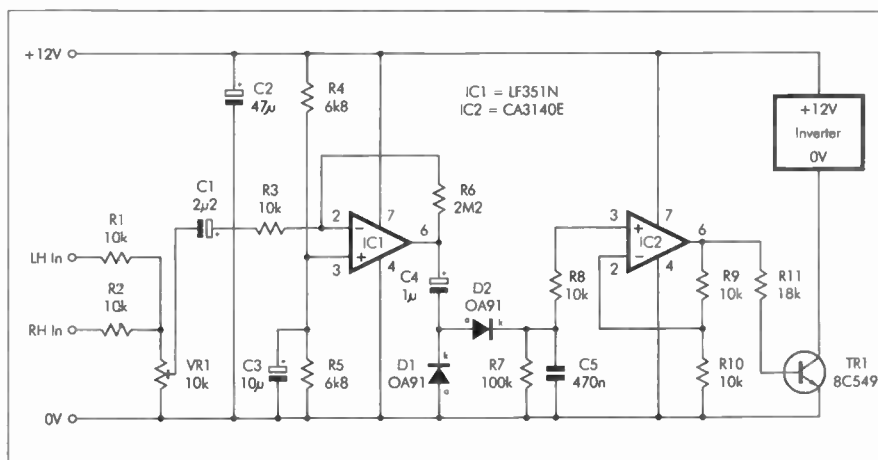 +12V
C2
47µ
R4
6k8
IC1 = LF351N
IC2 = CA3140E
+12V
Inverter
0V
C1
2µ2
R3
10k
R6
2M2
2
-
7
6
IC1
+
3
4
R1
10k
LH In
R2
10k
RH In
VR1
10k
C3
10µ
R5
6k8
C4
1µ
D2
OA91
a
k
D1
OA91
k
a
R8
10k
R7
100k
C5
470n
3
+
7
6
IC2
-
2
4
R9
10k
R11
18k
R10
10k
TR1
8C549
0V
+
+
+
+